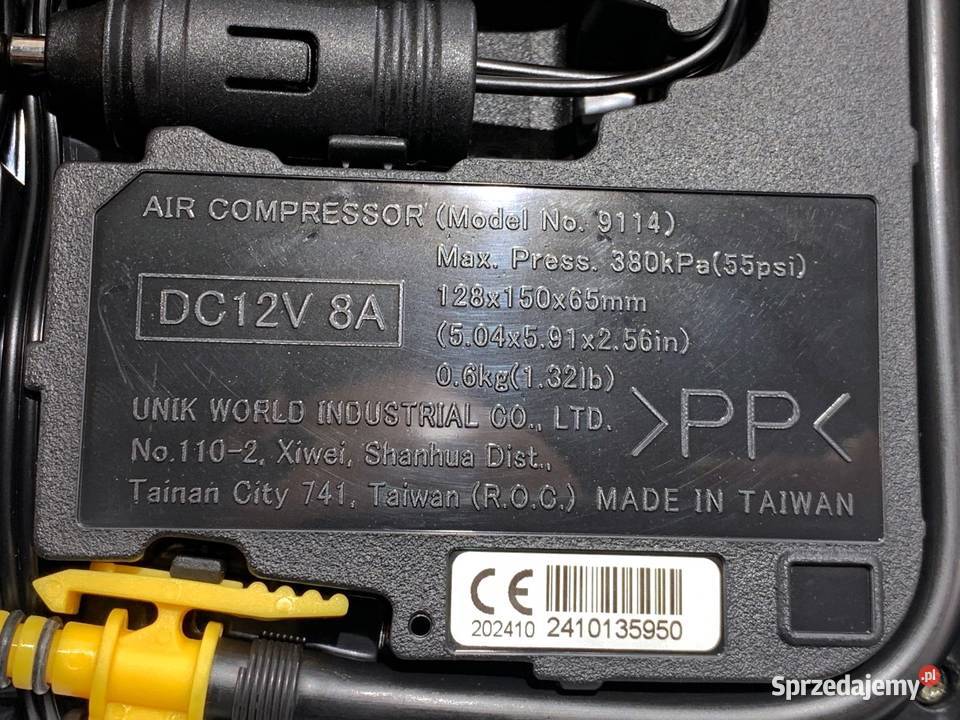 AIR COMPRESSOR (Model No. 9114)
Max. Press. 380kPa(55psi)
DC12V 8A
128x150x65mm
(5.04x5.91x2.56in)
0.6kg(1.32lb)
UNIK WORLD INDUSTRIAL CO., LTD.
>PP<
No.110-2, Xiwei, Shanhua Dist.,
Tainan City 741, Taiwan (R.O.C.) MADE IN TAIWAN
CE
202410 2410135950
Sprzedajemy.pl